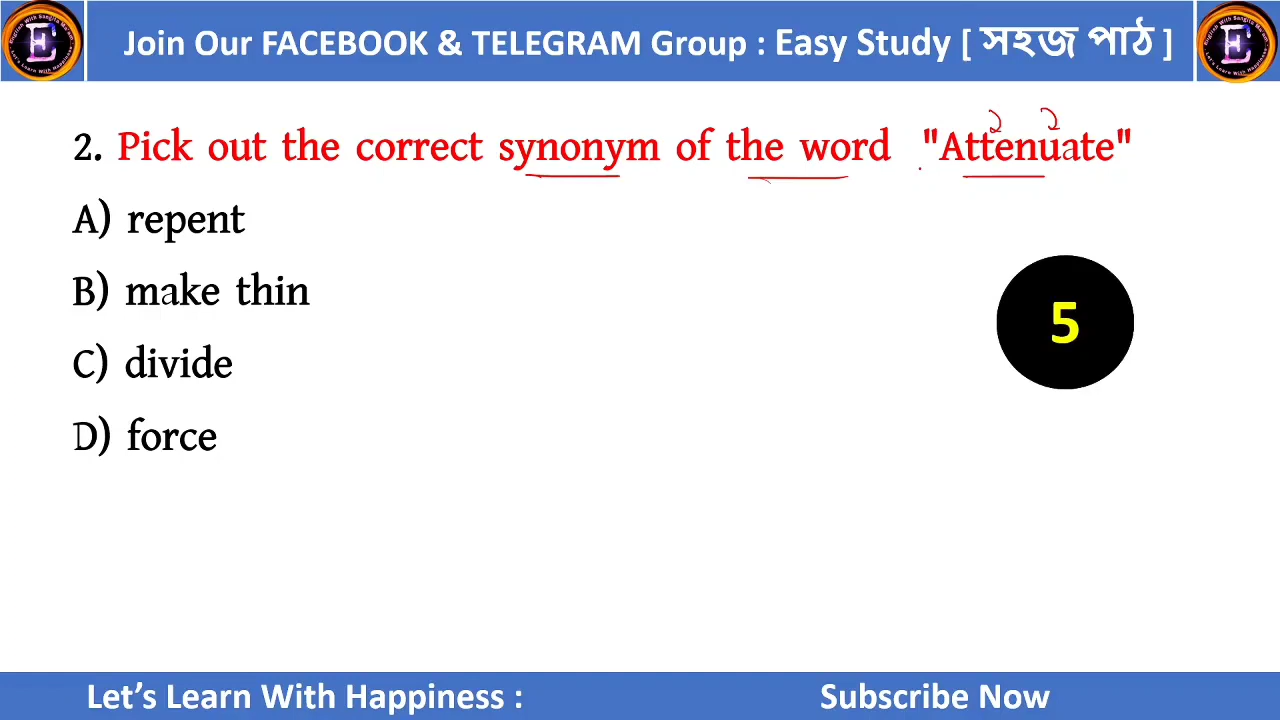 Join Our FACEBOOK & TELEGRAM Group : Easy Study [ সহজ পাঠ ]
2. Pick out the correct synonym of the word "Attenuate"
A) repent
B) make thin
C) divide
D) force
5
Let's Learn With Happiness :
Subscribe Now